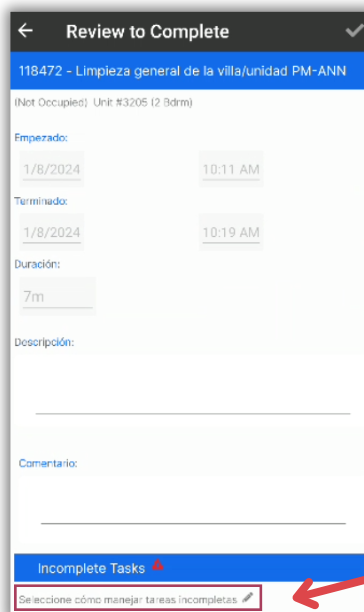 Review to Complete
118472 - Limpieza general de la villa/unidad PM-ANN
(Not Occupied) Unit #3205 (2 Bdrm)
Empezado:
1/8/2024 10:11 AM
Terminado:
1/8/2024 10:19 AM
Duración:
7m
Descripción:
Comentario:
Incomplete Tasks
Seleccione cómo manejar tareas incompletas